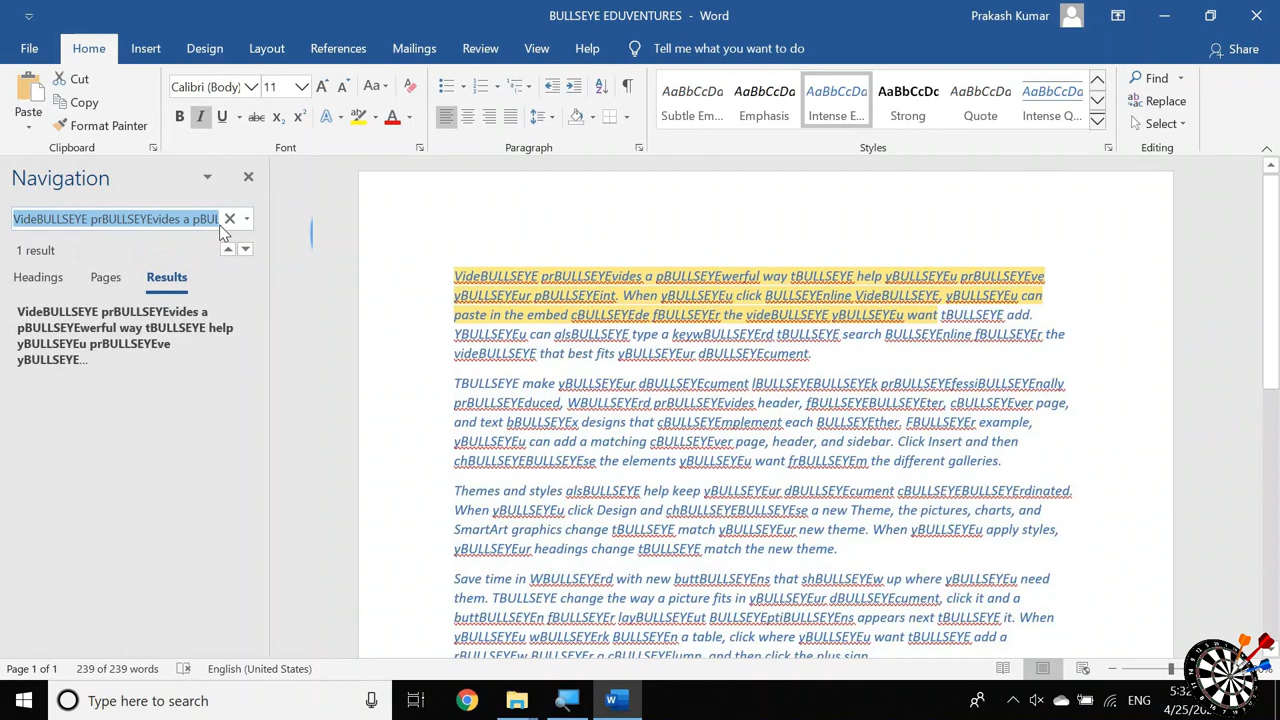 BULLSEYE EDUVENTURES - Word
Prakash Kumar
File Home Insert Design Layout References Mailings Review View Help Tell me what you want to do Share
Paste
Cut
Copy
Format Painter
Clipboard
Calibri (Body) 11
Font
Paragraph
AaBbCcDa AaBbCcDc AaBbCcDd AaBbCcDc AaBbCcDa AaBbCcDa
Subtle Em... Emphasis Intense E... Strong Quote Intense Q...
Styles
Find
Replace
Select
Editing
Navigation
VideBULLSEYE prBULLSEYEvides a pBUL
1 result
Headings Pages Results
VideBULLSEYE prBULLSEYEvides a
pBULLSEYEwerful way tBULLSEYE help
yBULLSEYEu prBULLSEYEve
yBULLSEYE...
VideBULLSEYE prBULLSEYEvides a pBULLSEYEwerful way tBULLSEYE help yBULLSEYEu prBULLSEYEve
yBULLSEYEur pBULLSEYEint. When yBULLSEYEu click BULLSEYEnline VideBULLSEYE, yBULLSEYEu can
paste in the embed cBULLSEYEde fBULLSEYEr the videBULLSEYE yBULLSEYEu want tBULLSEYE add.
YBULLSEYEu can alsBULLSEYE type a keywBULLSEYErd tBULLSEYE search BULLSEYEnline fBULLSEYEr the
videBULLSEYE that best fits yBULLSEYEur dBULLSEYEcument.
TBULLSEYE make yBULLSEYEur dBULLSEYEcument lBULLSEYEBULLSEYEk prBULLSEYEfessiBULLSEYEnally
prBULLSEYEduced, WBULLSEYErd prBULLSEYEvides header, fBULLSEYEBULLSEYEter, cBULLSEYEver page,
and text bBULLSEYEx designs that cBULLSEYEmplement each BULLSEYEther. FBULLSEYEr example,
yBULLSEYEu can add a matching cBULLSEYEver page, header, and sidebar. Click Insert and then
chBULLSEYEBULLSEYEse the elements yBULLSEYEu want frBULLSEYEm the different galleries.
Themes and styles alsBULLSEYE help keep yBULLSEYEur dBULLSEYEcument cBULLSEYEBULLSEYErdinated.
When yBULLSEYEu click Design and chBULLSEYEBULLSEYEse a new Theme, the pictures, charts, and
SmartArt graphics change tBULLSEYE match yBULLSEYEur new theme. When yBULLSEYEu apply styles,
yBULLSEYEur headings change tBULLSEYE match the new theme.
Save time in WBULLSEYErd with new buttBULLSEYEns that shBULLSEYEw up where yBULLSEYEu need
them. TBULLSEYE change the way a picture fits in yBULLSEYEur dBULLSEYEcument, click it and a
buttBULLSEYEn fBULLSEYEr layBULLSEYEut BULLSEYEptiBULLSEYEns appears next tBULLSEYE it. When
yBULLSEYEu wBULLSEYErk BULLSEYEn a table, click where yBULLSEYEu want tBULLSEYE add a
rBULLSEYEw BULLSEYEr a cBULLSEYElumn, and then click the plus sign.
Page 1 of 1 239 of 239 words English (United States)
Type here to search
ENG
5:32
4/25/20